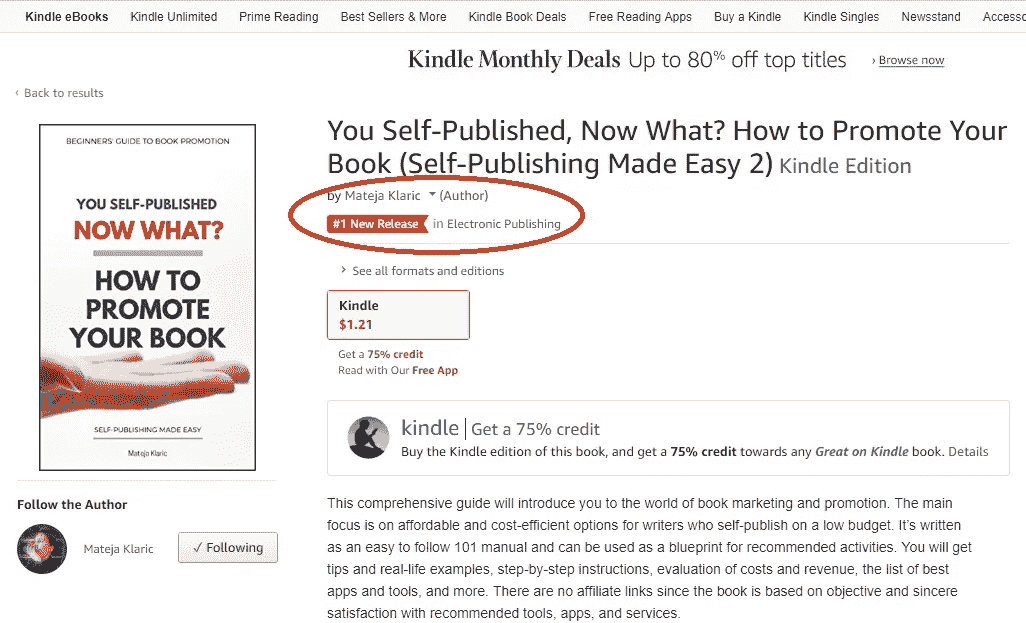 Kindle eBooks Kindle Unlimited Prime Reading Best Sellers & More Kindle Book Deals Free Reading Apps Buy a Kindle Kindle Singles Newsstand Accesso
Kindle Monthly Deals Up to 80% off top titles › Browse now
‹ Back to results
BEGINNERS' GUIDE TO BOOK PROMOTION
YOU SELF-PUBLISHED
NOW WHAT?
HOW TO
PROMOTE
YOUR BOOK
SELF-PUBLISHING MADE EASY
Mateja Klaric
Follow the Author
Mateja Klaric ✓ Following
You Self-Published, Now What? How to Promote Your
Book (Self-Publishing Made Easy 2) Kindle Edition
by Mateja Klaric (Author)
#1 New Release in Electronic Publishing
› See all formats and editions
Kindle
$1.21
Get a 75% credit
Read with Our Free App
kindle | Get a 75% credit
Buy the Kindle edition of this book, and get a 75% credit towards any Great on Kindle book. Details
This comprehensive guide will introduce you to the world of book marketing and promotion. The main
focus is on affordable and cost-efficient options for writers who self-publish on a low budget. It's written
as an easy to follow 101 manual and can be used as a blueprint for recommended activities. You will get
tips and real-life examples, step-by-step instructions, evaluation of costs and revenue, the list of best
apps and tools, and more. There are no affiliate links since the book is based on objective and sincere
satisfaction with recommended tools, apps, and services.